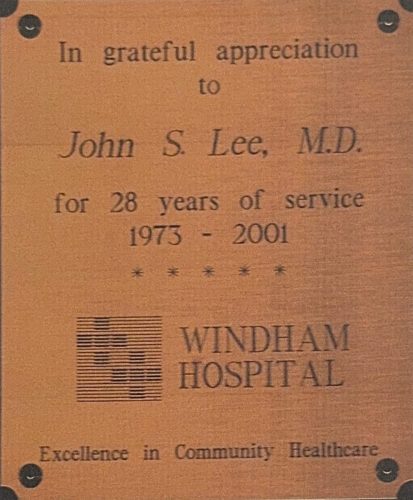 In grateful appreciation
to
John S. Lee, M.D.
for 28 years of service
1973 - 2001
* * * * *
WINDHAM
HOSPITAL
Excellence in Community Healthcare